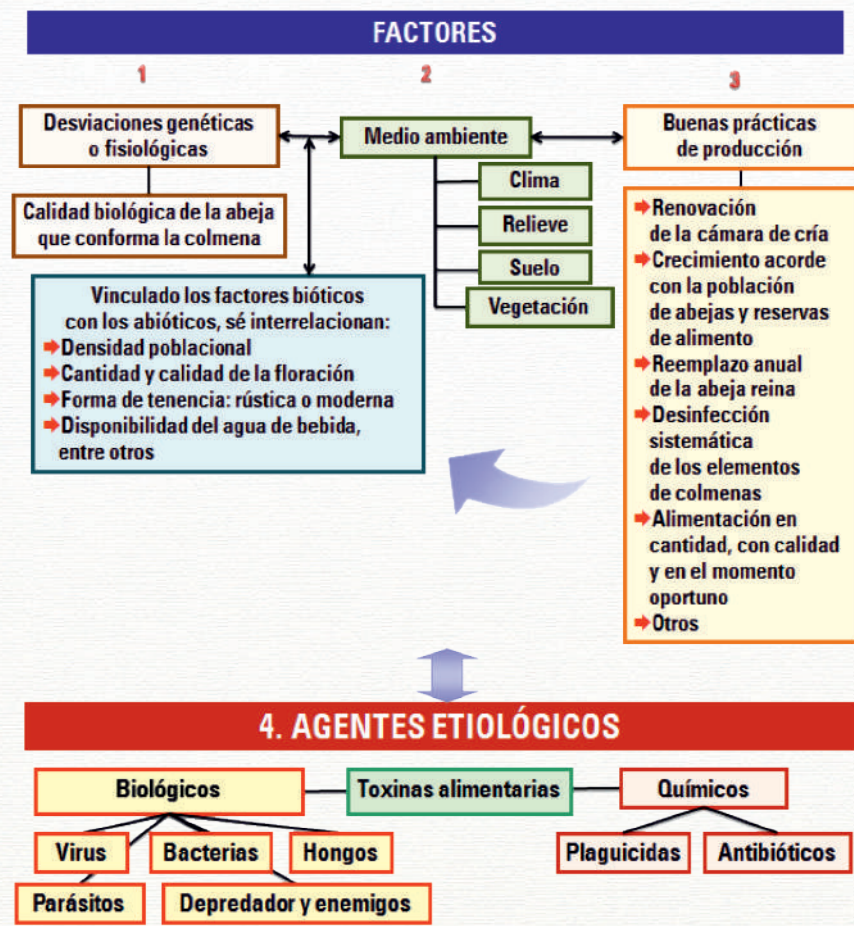 FACTORES
1
2
3
Desviaciones genéticas
o fisiológicas
Medio ambiente
Buenas prácticas
de producción
Calidad biológica de la abeja
que conforma la colmena
Clima
Relieve
Suelo
Vegetación
Vinculado los factores bióticos
con los abióticos, sé interrelacionan:
Densidad poblacional
Cantidad y calidad de la floración
Forma de tenencia: rústica o moderna
Disponibilidad del agua de bebida,
entre otros
Renovación
de la cámara de cría
Crecimiento acorde
con la población
de abejas y reservas
de alimento
Reemplazo anual
de la abeja reina
Desinfección
sistemática
de los elementos
de colmenas
Alimentación en
cantidad, con calidad
y en el momento
oportuno
Otros
4. AGENTES ETIOLÓGICOS
Biológicos
Toxinas alimentarias
Químicos
Virus
Bacterias
Hongos
Plaguicidas
Antibióticos
Parásitos
Depredador y enemigos